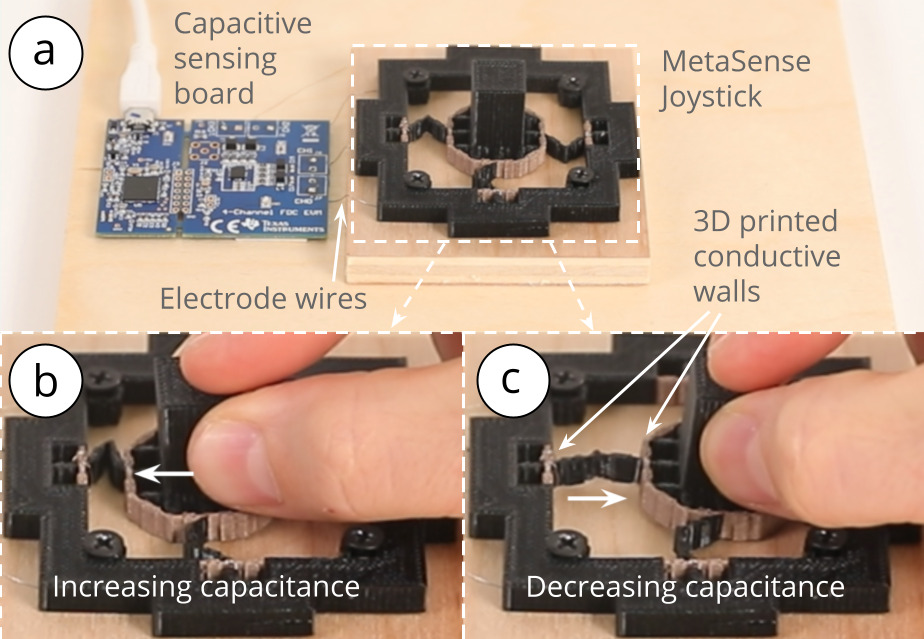 a
Capacitive
sensing
board
MetaSense
Joystick
4-Channel FDC EVM
CE
TEXAS
INSTRUMENTS
3D printed
conductive
walls
Electrode wires
b
c
Increasing capacitance
Decreasing capacitance